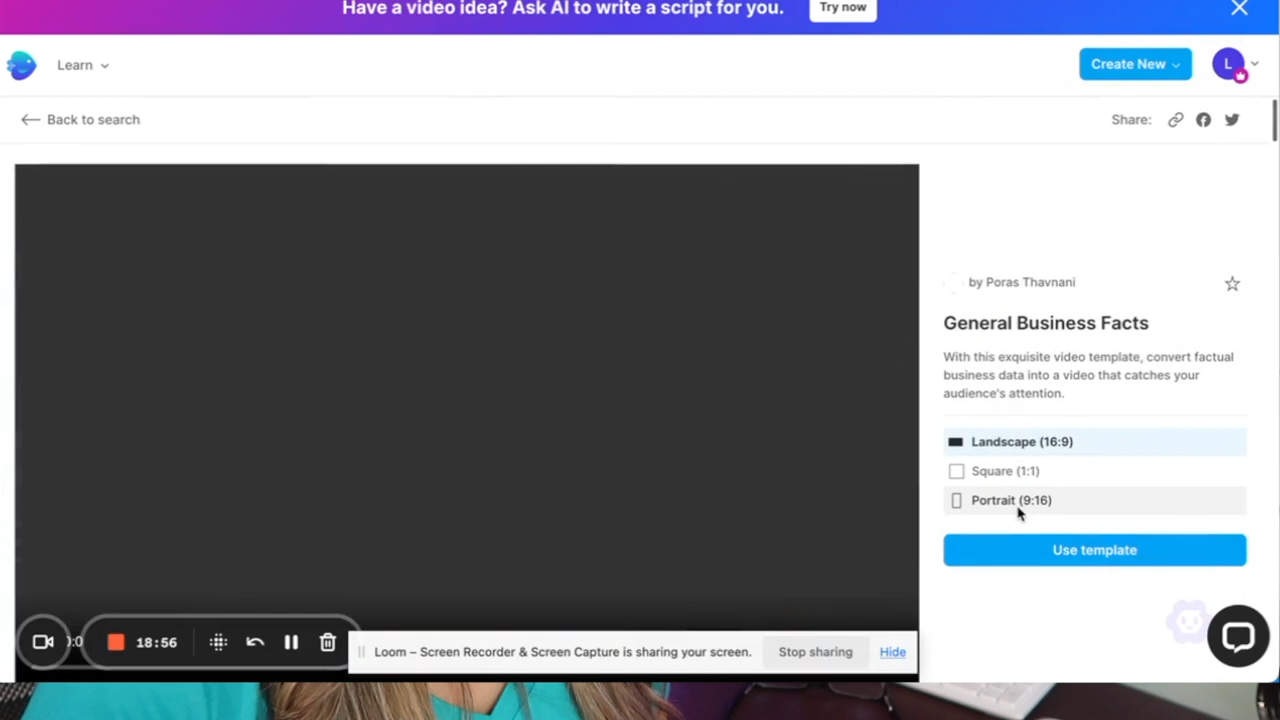 Have a video idea? Ask AI to write a script for you.
Try now
Learn
Create New
L
Back to search
Share:
by Poras Thavnani
General Business Facts
With this exquisite video template, convert factual
business data into a video that catches your
audience's attention.
Landscape (16:9)
Square (1:1)
Portrait (9:16)
Use template
18:56
Loom – Screen Recorder & Screen Capture is sharing your screen.
Stop sharing
Hide